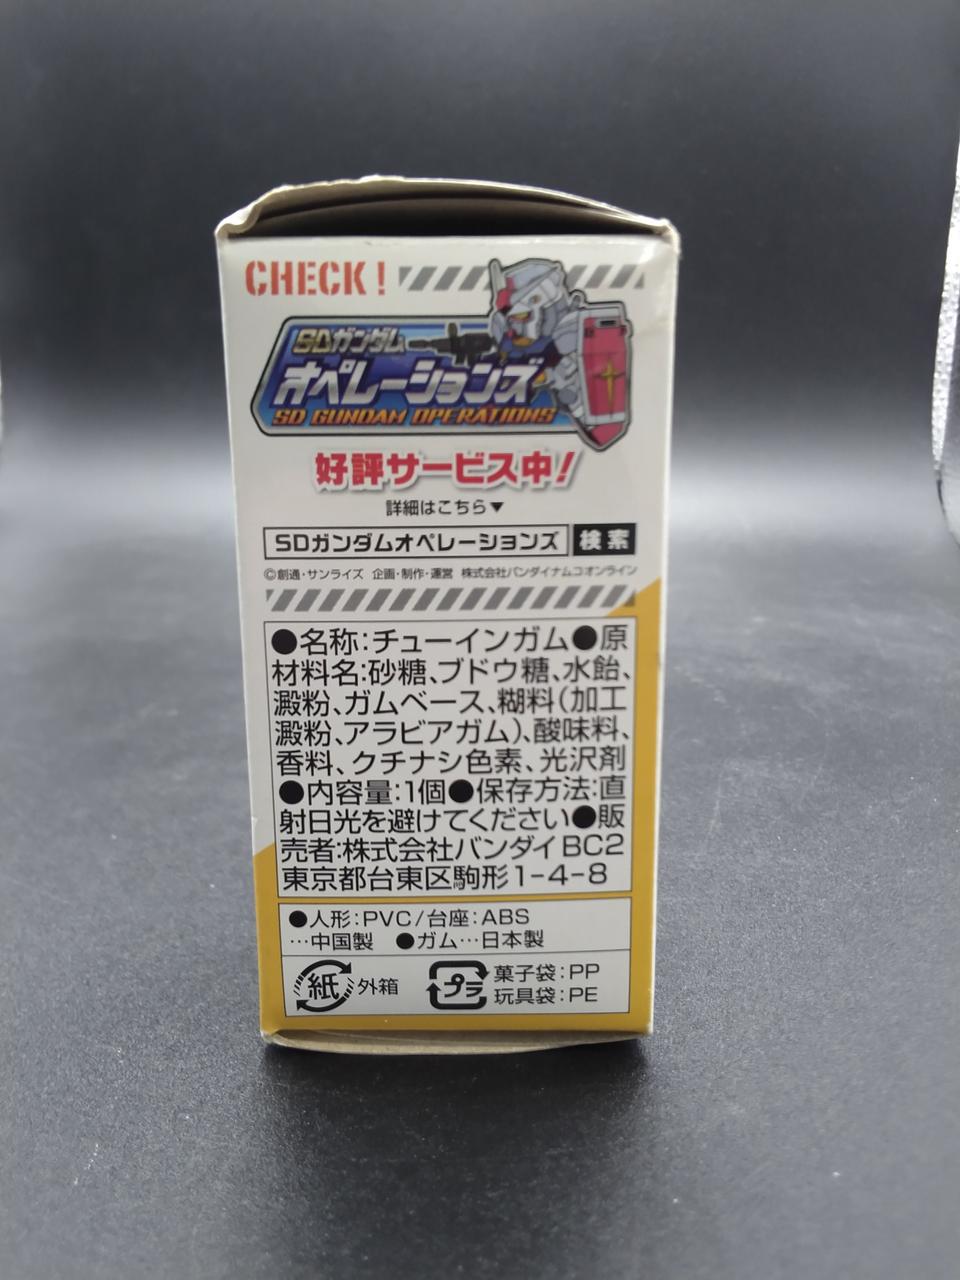 CHECK!
SDガンダム
オペレーションズ
SD GUNDAM OPERATIONS
好評サービス中!
詳細はこちら▼
SDガンダムオペレーションズ 検索
©創通・サンライズ 企画・制作・運営 株式会社バンダイナムコオンライン
●名称:チューインガム●原
材料名:砂糖、ブドウ糖、水飴、
澱粉、ガムベース、糊料(加工
澱粉、アラビアガム)、酸味料、
香料、クチナシ色素、光沢剤
●内容量:1個●保存方法:直
射日光を避けてください●販
売者:株式会社バンダイBC2
東京都台東区駒形1-4-8
●人形:PVC/台座:ABS
…中国製 ●ガム…日本製
紙 外箱 プラ 菓子袋:PP
玩具袋:PE